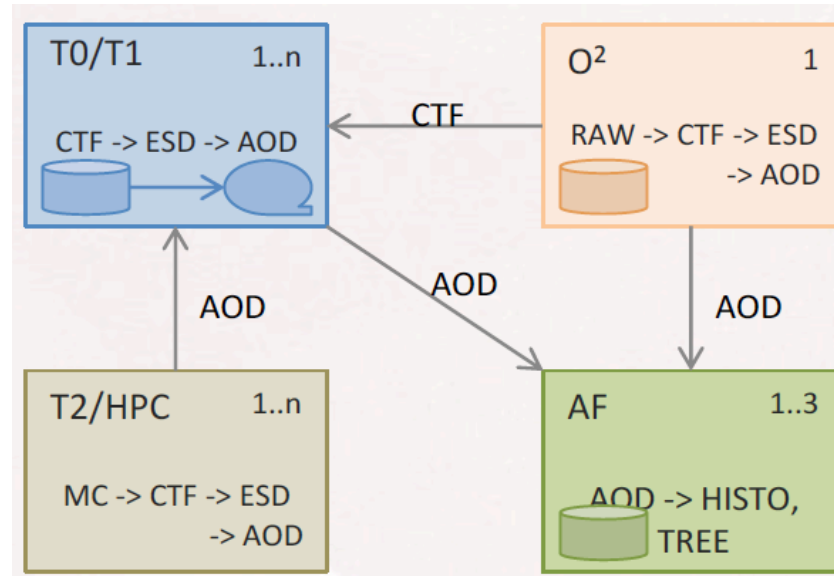 T0/T1 1..n
CTF -> ESD -> AOD
CTF
O² 1
RAW -> CTF -> ESD
-> AOD
AOD
AOD
AOD
T2/HPC 1..n
MC -> CTF -> ESD
-> AOD
AF 1..3
AOD -> HISTO,
TREE